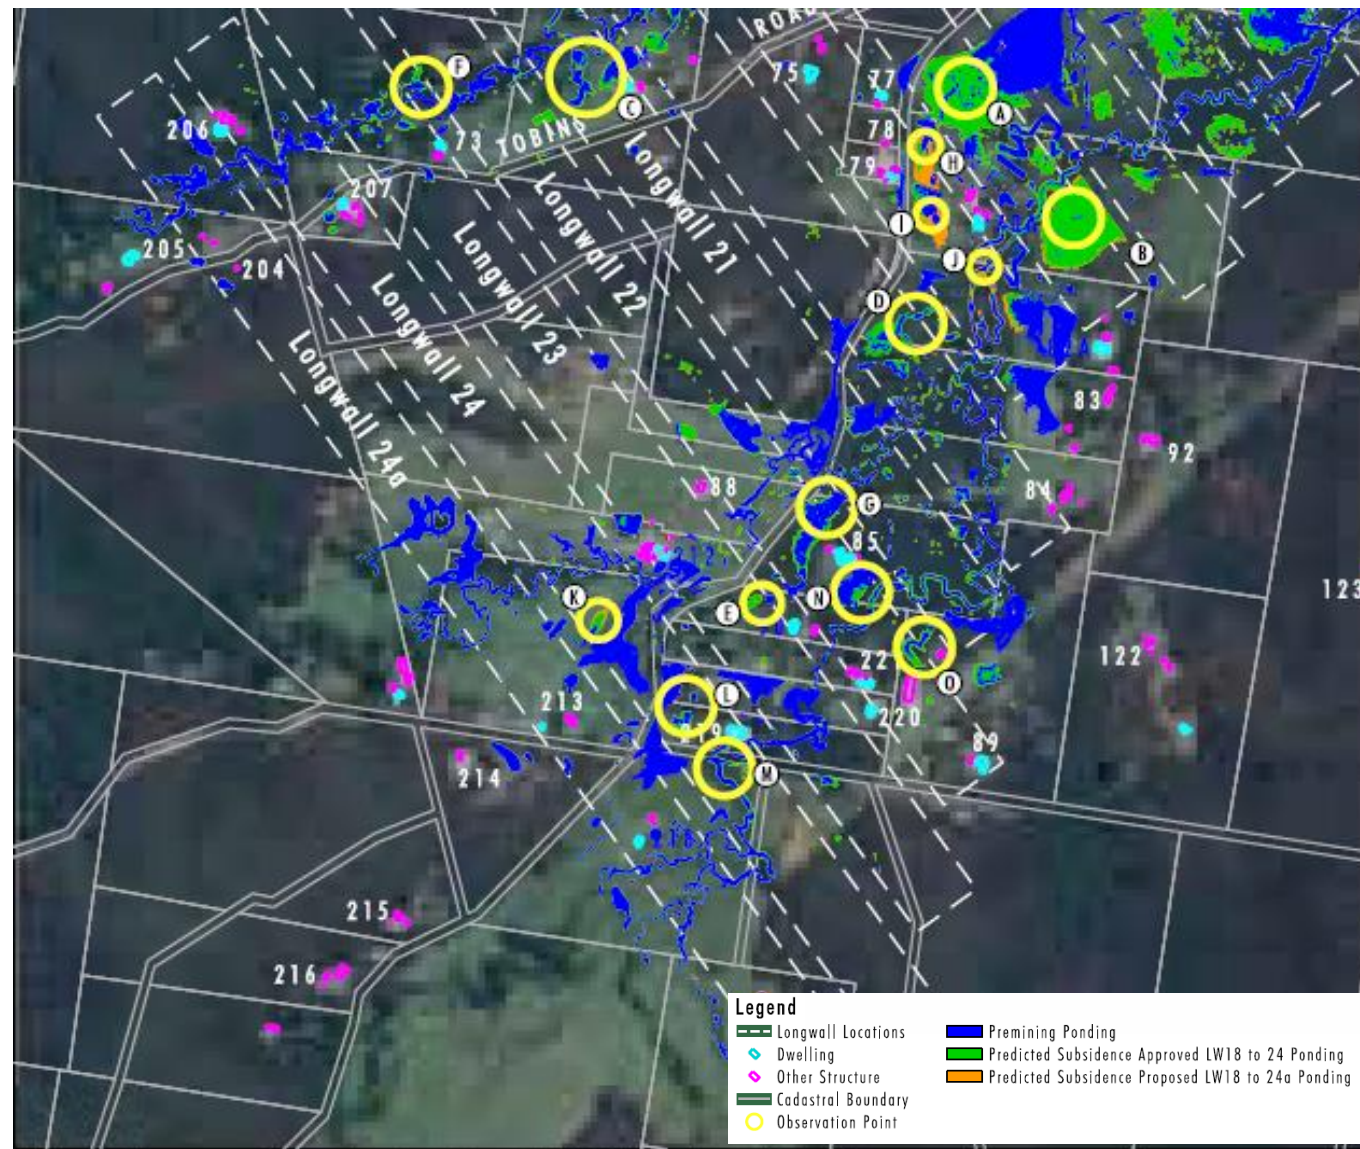 ROAD
F
75
77
C
A
206
73
TOBINS
78
H
79
207
I
B
205
J
204
D
Longwall 21
Longwall 22
Longwall 23
Longwall 24
Longwall 24a
83
92
88
84
G
85
K
E
N
123
122
O
L
213
220
89
M
214
215
216
Legend
Longwall Locations
Dwelling
Other Structure
Cadastral Boundary
Observation Point
Premining Ponding
Predicted Subsidence Approved LW18 to 24 Ponding
Predicted Subsidence Proposed LW18 to 24a Ponding